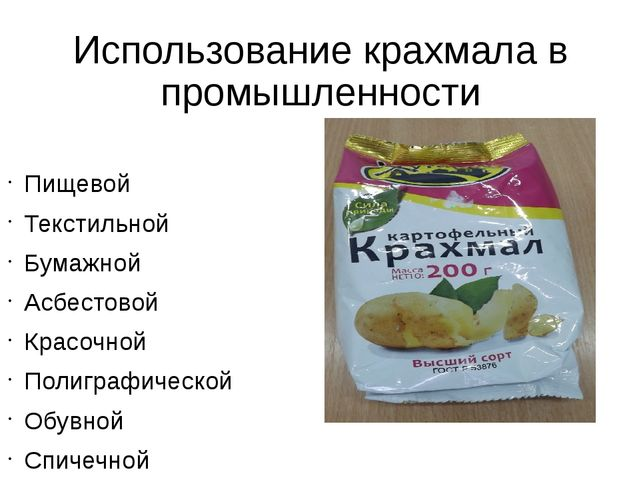 Использование крахмала в
промышленности
· Пищевой
· Текстильной
· Бумажной
· Асбестовой
· Красочной
· Полиграфической
· Обувной
· Спичечной
Сила
природы
картофельный
Крахмал
Масса
НЕТТО: 200 г
Высший сорт
ГОСТ Р 53876